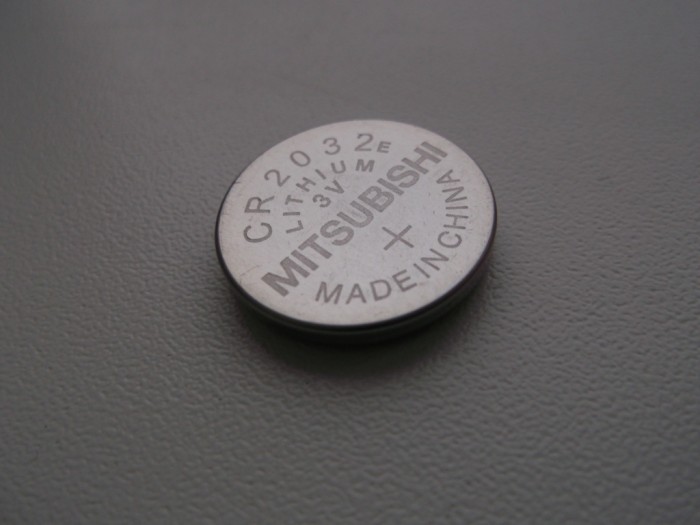 CR2032E
LITHIUM
3V
MITSUBISHI
+
MADE IN CHINA